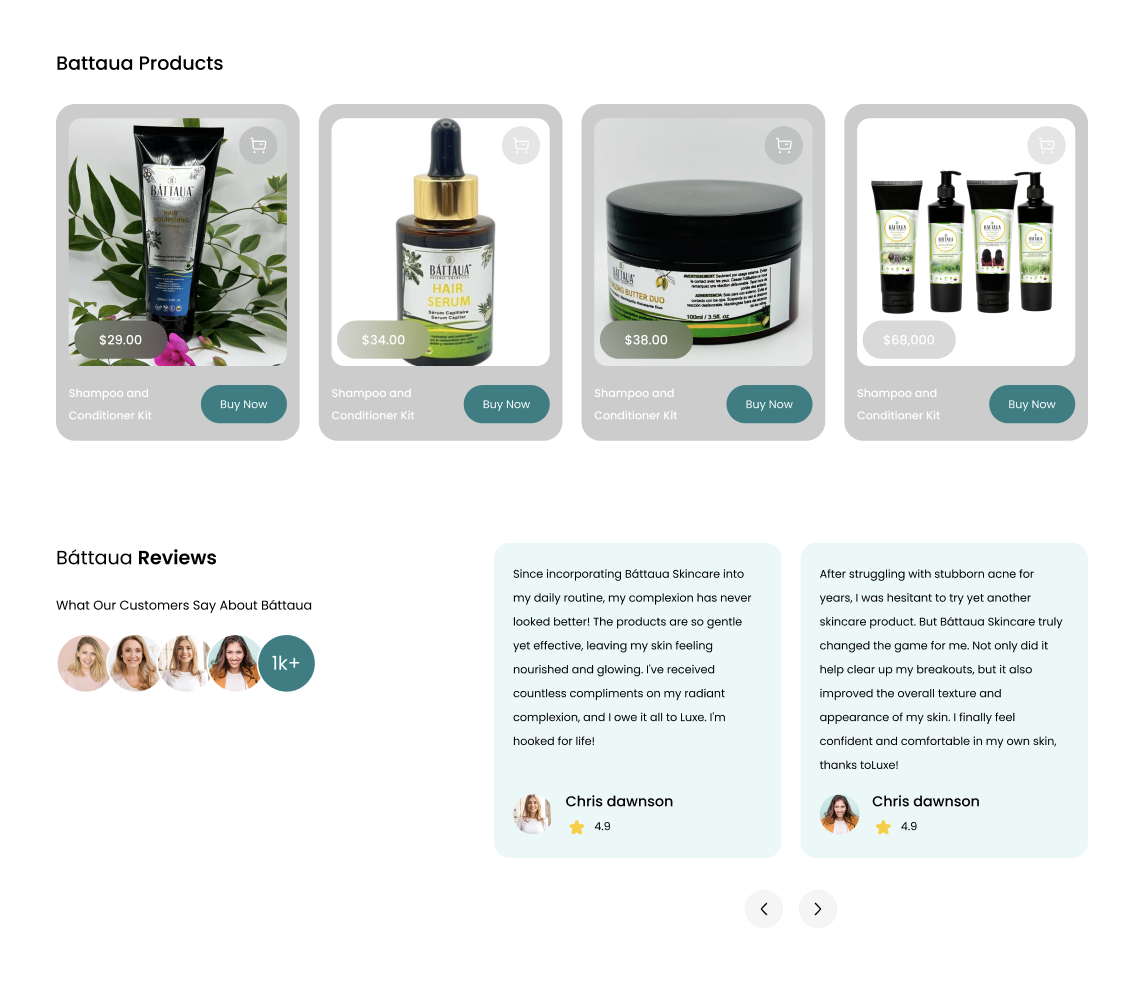 Battaua Products
BÁTTAUA
HAIR
$29.00
Shampoo and
Conditioner Kit
Buy Now
BÁTTAUA
NATURAL COSMETICS
HAIR
SERUM
Sérum Capillaire
Serum Capilar
$34.00
Shampoo and
Conditioner Kit
Buy Now
BÁTTAUA
BUTTER DUO
100ml / 3.5fl. oz
$38.00
Shampoo and
Conditioner Kit
Buy Now
BÁTTAUA
BÁTTAUA
BÁTTAUA
BÁTTAUA
$68,000
Shampoo and
Conditioner Kit
Buy Now
Báttaua Reviews
What Our Customers Say About Báttaua
1k+
Since incorporating Báttaua Skincare into
my daily routine, my complexion has never
looked better! The products are so gentle
yet effective, leaving my skin feeling
nourished and glowing. I've received
countless compliments on my radiant
complexion, and I owe it all to Luxe. I'm
hooked for life!
Chris dawnson
4.9
After struggling with stubborn acne for
years, I was hesitant to try yet another
skincare product. But Báttaua Skincare truly
changed the game for me. Not only did it
help clear up my breakouts, but it also
improved the overall texture and
appearance of my skin. I finally feel
confident and comfortable in my own skin,
thanks toLuxe!
Chris dawnson
4.9